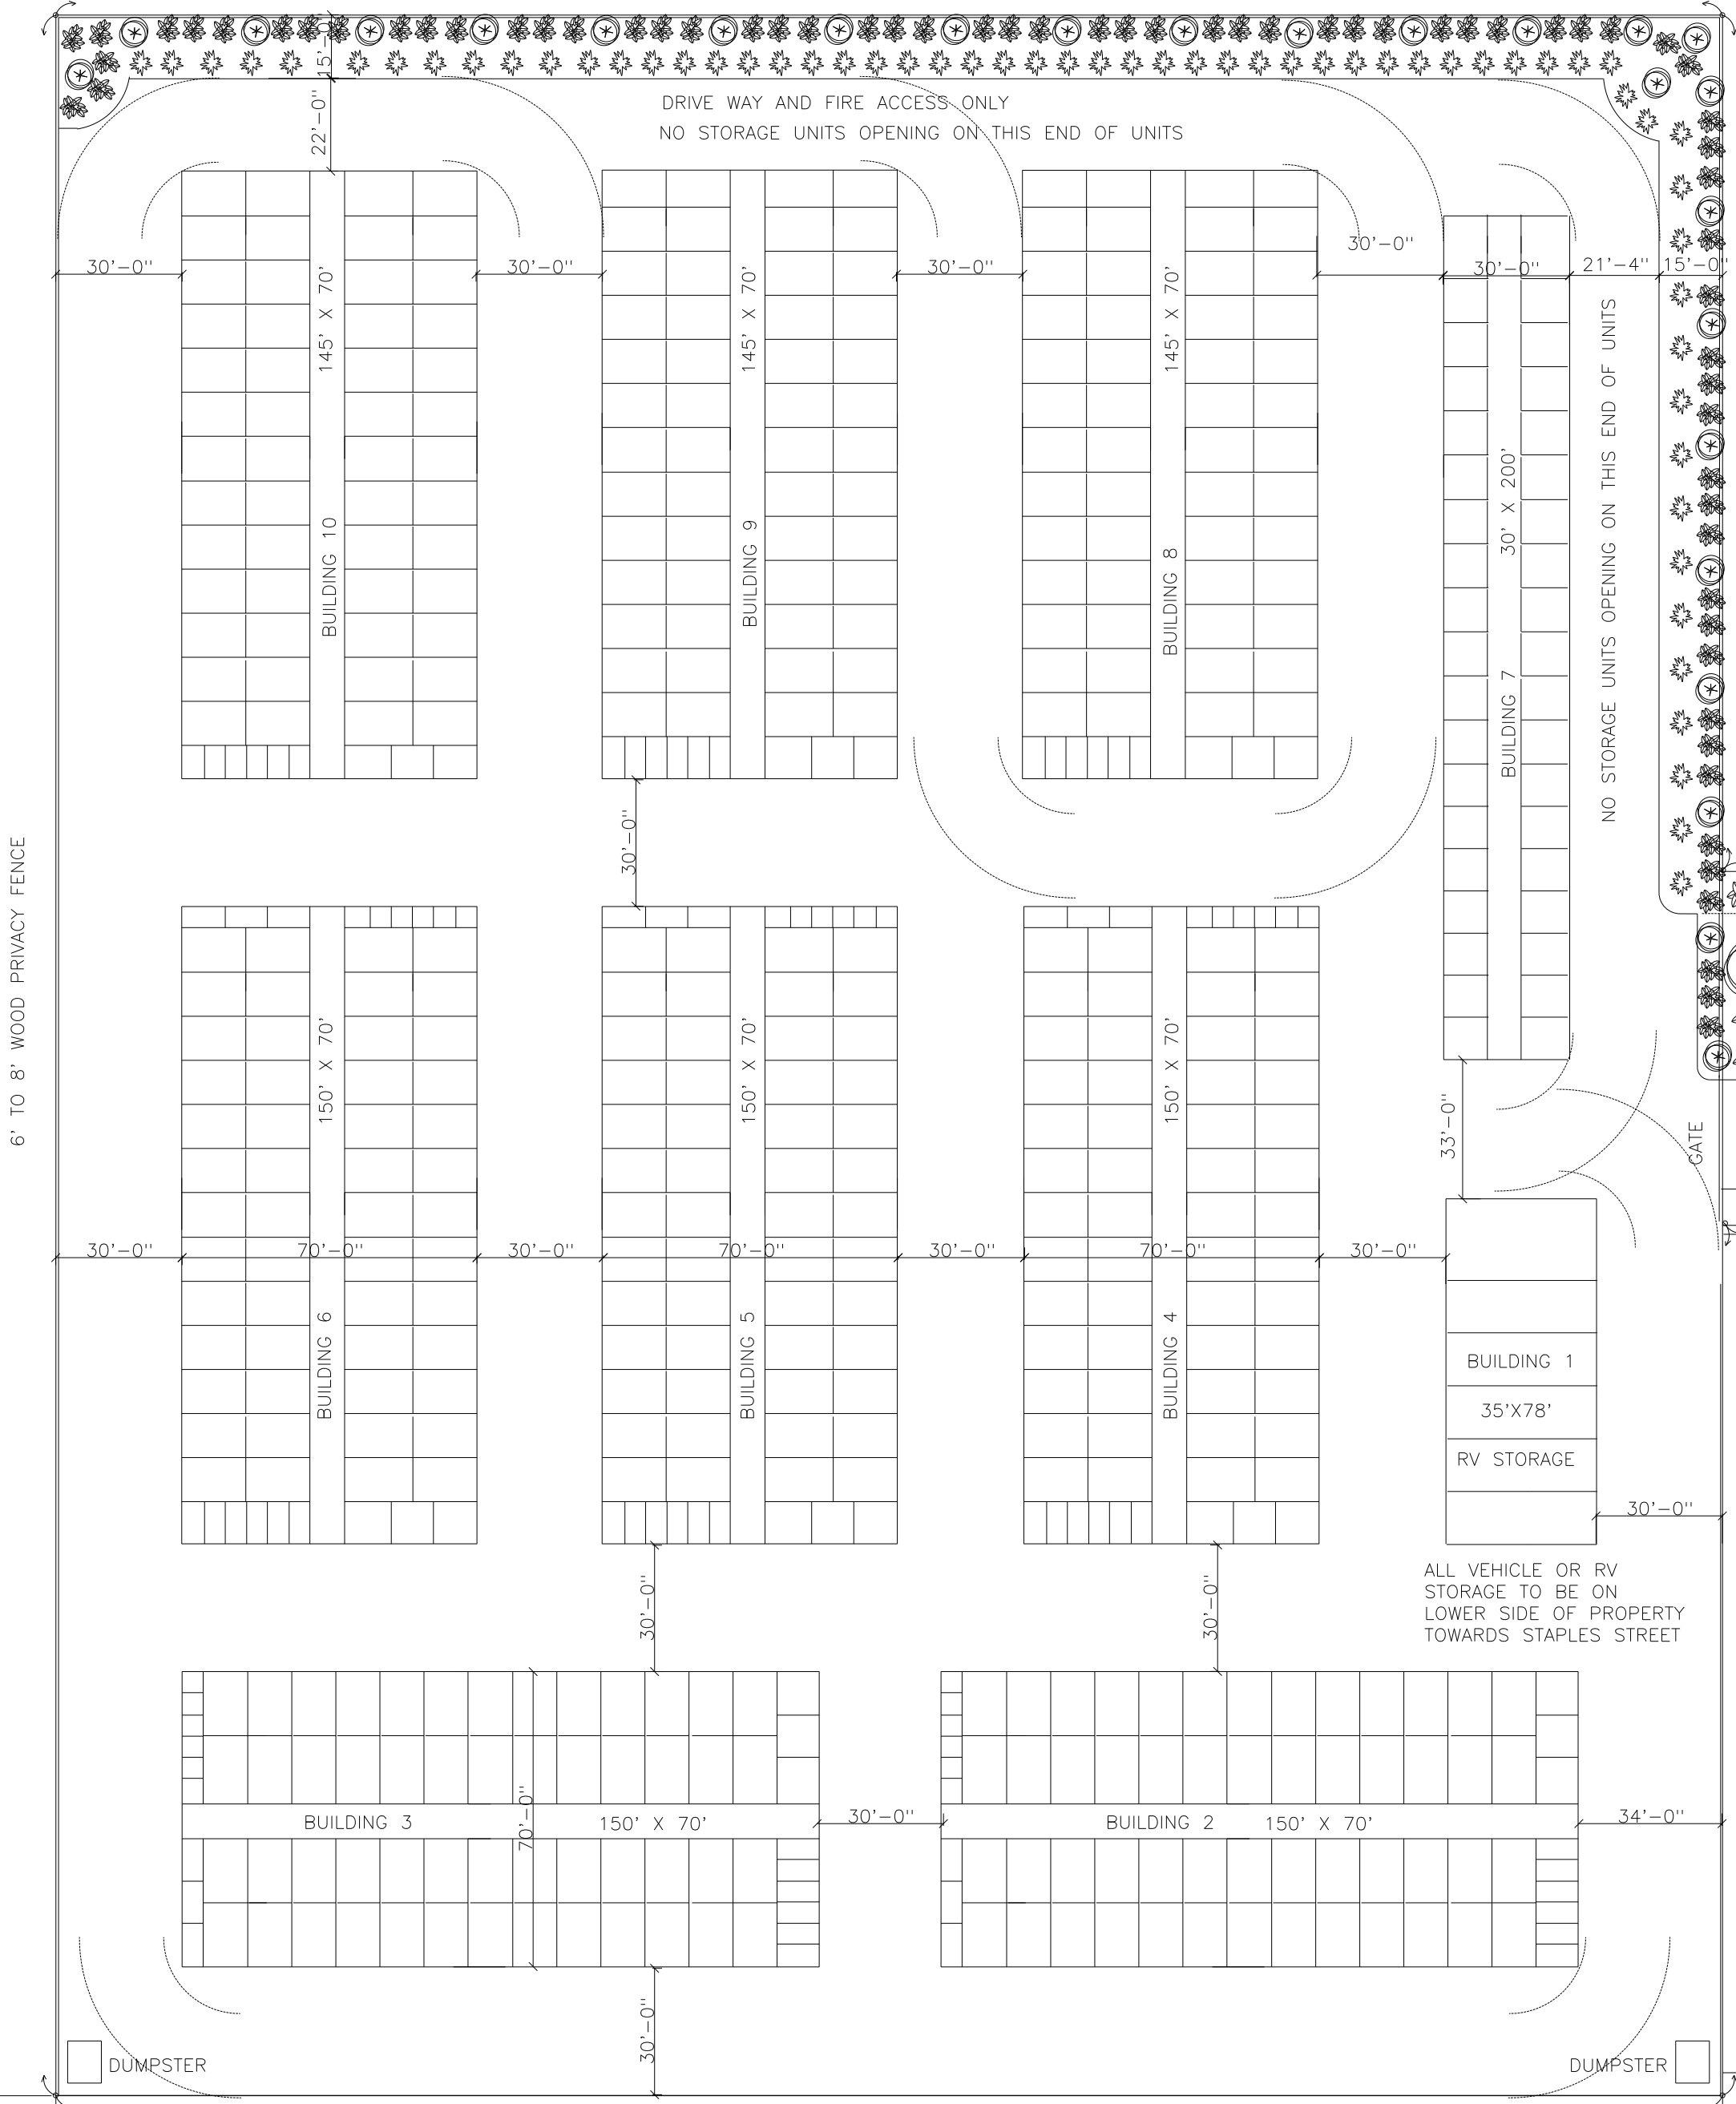 15'-0"
22'-0"
DRIVE WAY AND FIRE ACCESS ONLY
NO STORAGE UNITS OPENING ON THIS END OF UNITS
30'-0"
30'-0"
30'-0"
30'-0"
30'-0"
21'-4"
15'-0"
145' X 70'
BUILDING 10
145' X 70'
BUILDING 9
145' X 70'
BUILDING 8
30' X 200'
BUILDING 7
NO STORAGE UNITS OPENING ON THIS END OF UNITS
6' TO 8' WOOD PRIVACY FENCE
30'-0"
33'-0"
GATE
150' X 70'
BUILDING 6
150' X 70'
BUILDING 5
150' X 70'
BUILDING 4
30'-0"
70'-0"
30'-0"
70'-0"
30'-0"
70'-0"
30'-0"
BUILDING 1
35'X78'
RV STORAGE
30'-0"
ALL VEHICLE OR RV
STORAGE TO BE ON
LOWER SIDE OF PROPERTY
TOWARDS STAPLES STREET
30'-0"
30'-0"
BUILDING 3
70'-0"
150' X 70'
30'-0"
BUILDING 2
150' X 70'
34'-0"
30'-0"
DUMPSTER
DUMPSTER